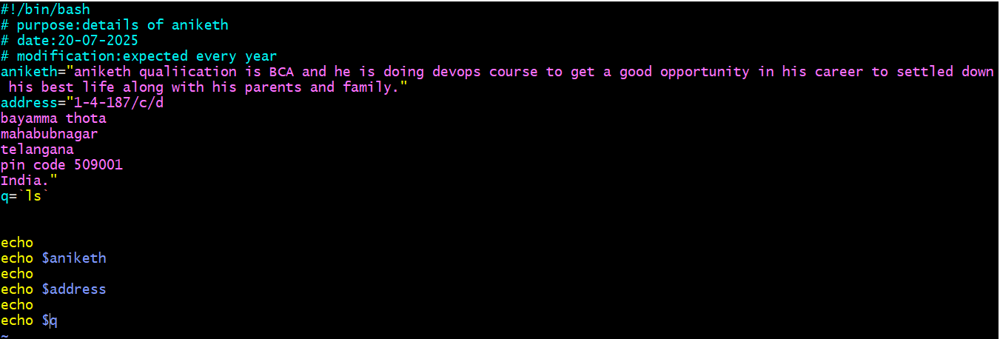 #!/bin/bash
# purpose:details of aniketh
# date:20-07-2025
# modification:expected every year
aniketh="aniketh qualiication is BCA and he is doing devops course to get a good opportunity in his career to settled down
 his best life along with his parents and family."
address="1-4-187/c/d
bayamma thota
mahabubnagar
telangana
pin code 509001
India."
q=`ls`
echo
echo $aniketh
echo
echo $address
echo
echo $q
~